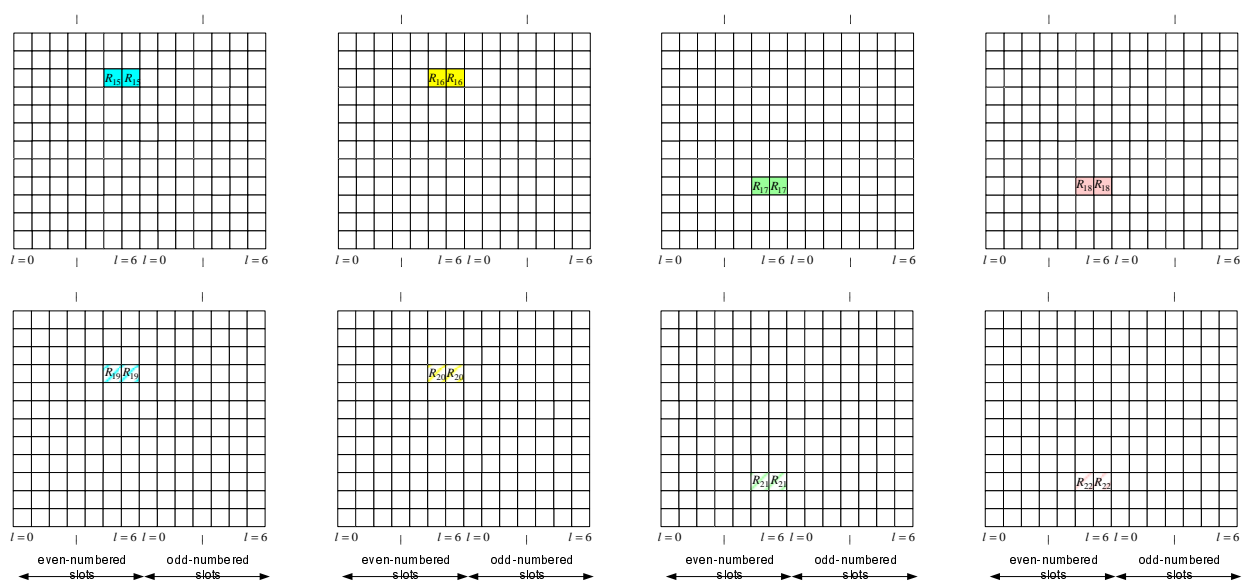 R15 R15 R16 R16
R17 R17 R18 R18
l = 0 l = 6 l = 0 l = 6 l = 0 l = 6 l = 0 l = 6 l = 0 l = 6 l = 0 l = 6 l = 0 l = 6 l = 0 l = 6
R19 R19 R20 R20
R21 R21 R22 R22
l = 0 l = 6 l = 0 l = 6 l = 0 l = 6 l = 0 l = 6 l = 0 l = 6 l = 0 l = 6 l = 0 l = 6 l = 0 l = 6
even-numbered odd-numbered even-numbered odd-numbered even-numbered odd-numbered even-numbered odd-numbered
slots slots slots slots slots slots slots slots